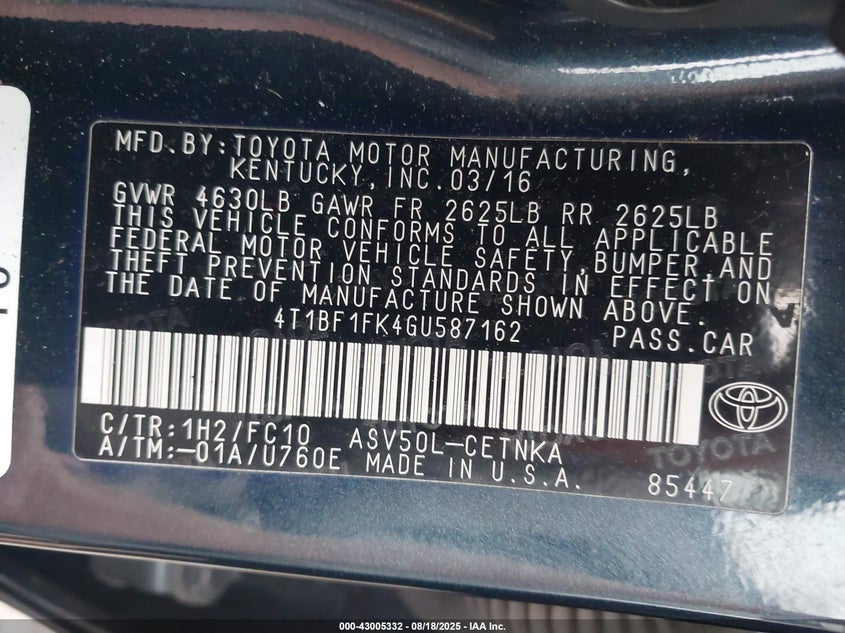 MFD.BY:TOYOTA MOTOR MANUFACTURING,
KENTUCKY,INC.03/16
GVWR 4630LB GAWR FR 2625LB RR 2625LB
THIS VEHICLE CONFORMS TO ALL APPLICABLE
FEDERAL MOTOR VEHICLE SAFETY,BUMPER,AND
THEFT PREVENTION STANDARDS IN EFFECT ON
THE DATE OF MANUFACTURE SHOWN ABOVE.
4T1BF1FK4GU587162 PASS.CAR
C/TR:1H2/FC10 ASV50L-CETNKA
A/TM:-01A/U760E MADE IN U.S.A.
85447
TOYOTA
000-43005332 - 08/18/2025 - IAA Inc.